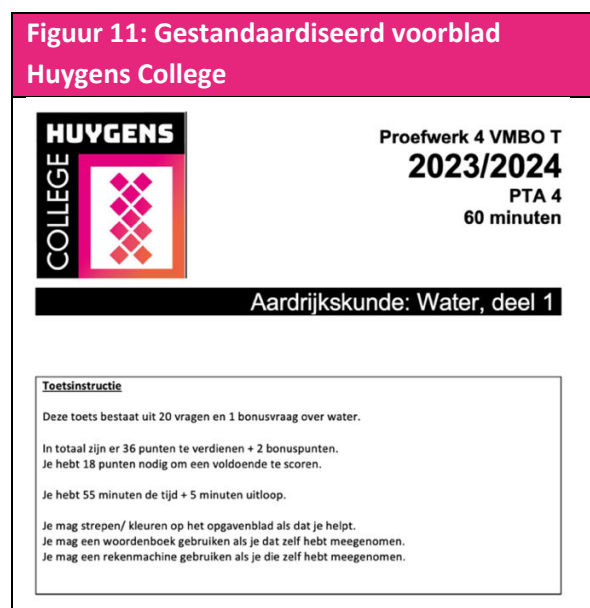 Figuur 11: Gestandaardiseerd voorblad
Huygens College
HUYGENS
COLLEGE
Proefwerk 4 VMBO T
2023/2024
PTA 4
60 minuten
Aardrijkskunde: Water, deel 1
Toetsinstructie
Deze toets bestaat uit 20 vragen en 1 bonusvraag over water.
In totaal zijn er 36 punten te verdienen + 2 bonuspunten.
Je hebt 18 punten nodig om een voldoende te scoren.
Je hebt 55 minuten de tijd + 5 minuten uitloop.
Je mag strepen/ kleuren op het opgavenblad als dat je helpt.
Je mag een woordenboek gebruiken als je dat zelf hebt meegenomen.
Je mag een rekenmachine gebruiken als je die zelf hebt meegenomen.